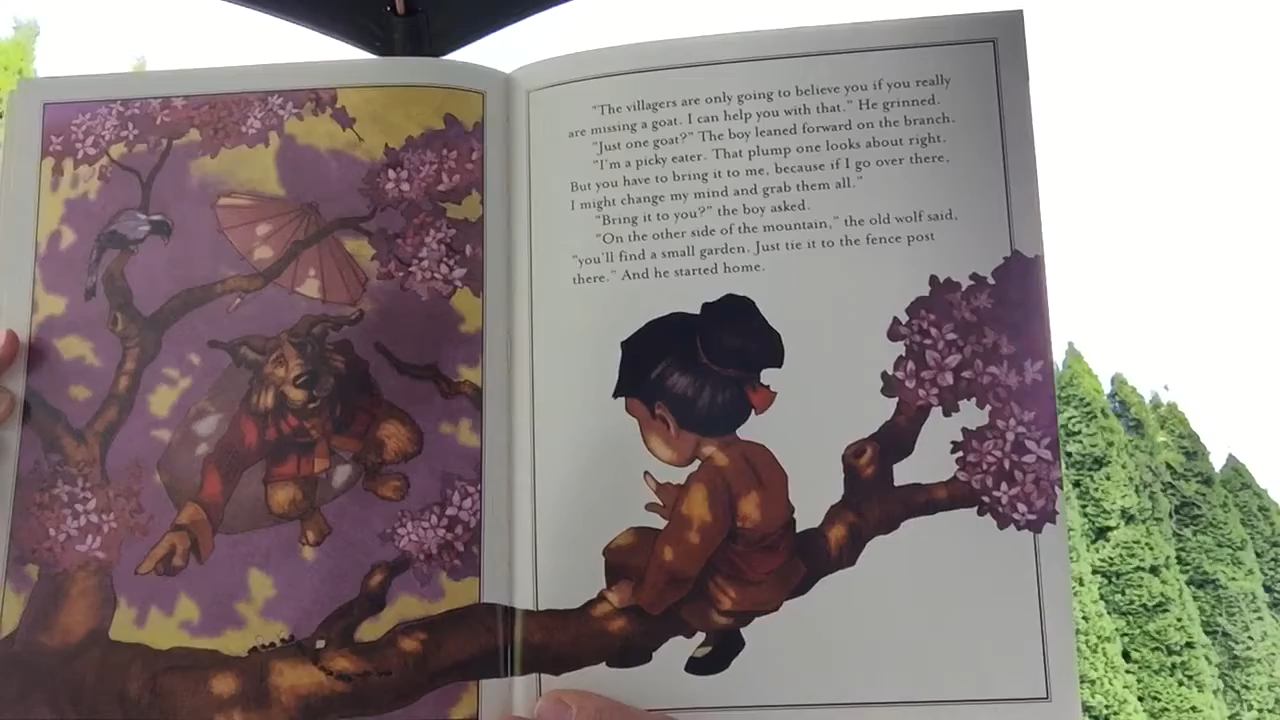 "The villagers are only going to believe you if you really
are missing a goat. I can help you with that." He grinned.
"Just one goat?" The boy leaned forward on the branch.
"I'm a picky eater. That plump one looks about right.
But you have to bring it to me, because if I go over there,
I might change my mind and grab them all."
"Bring it to you?" the boy asked.
"On the other side of the mountain," the old wolf said,
"you'll find a small garden. Just tie it to the fence post
there." And he started home.